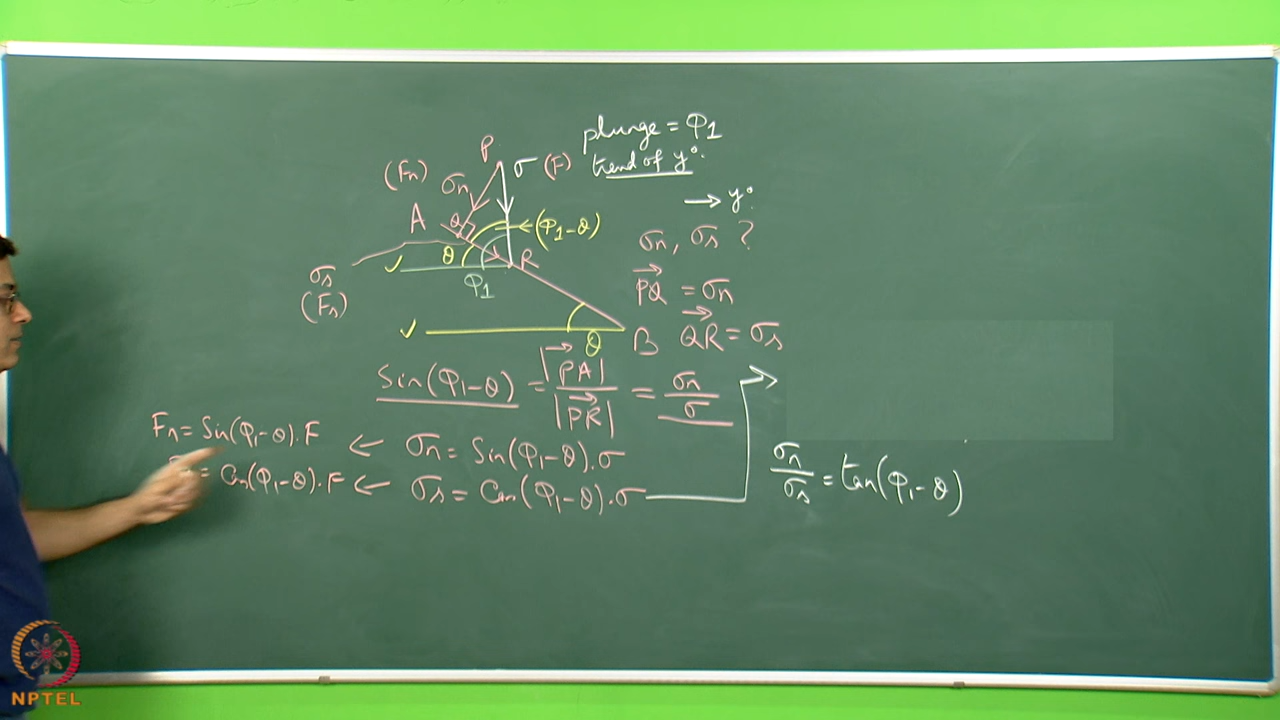 plunge = φ1
trend of y°.
→ y°.
P
σ (F)
(Fn) σn
A
Q
(φ1-θ)
θ
R
φ1
σs
(Fs)
σn, σs ?
PQ = σn
θ
B
QR = σs
Sin(φ1-θ) = |PA| / |PR| = σn / σ
Fn = Sin(φ1-θ).F ← σn = Sin(φ1-θ).σ
= Cos(φ1-θ).F ← σs = Cos(φ1-θ).σ
σn / σs = tan(φ1-θ)
NPTEL